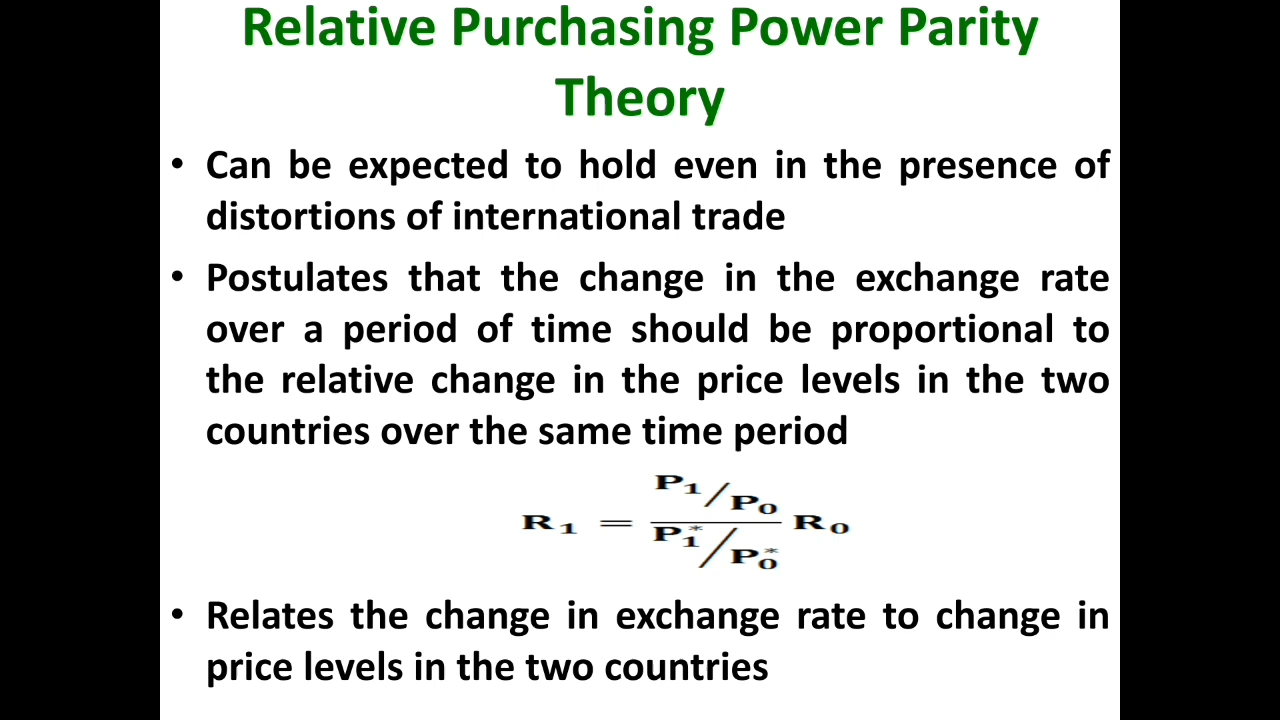 Relative Purchasing Power Parity
Theory
• Can be expected to hold even in the presence of
distortions of international trade
• Postulates that the change in the exchange rate
over a period of time should be proportional to
the relative change in the price levels in the two
countries over the same time period
R₁ = (P₁/P₀)/(P₁*/P₀*) R₀
• Relates the change in exchange rate to change in
price levels in the two countries